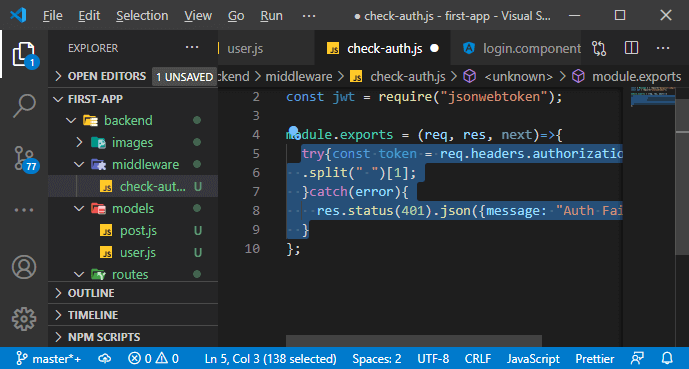 File Edit Selection View Go Run ··· ● check-auth.js - first-app - Visual S...
EXPLORER ···
user.js
JS check-auth.js ●
login.component
···
OPEN EDITORS 1 UNSAVED
ckend > middleware > JS check-auth.js > <unknown> > module.exports
FIRST-APP
backend
images
middleware
JS check-aut... U
models
JS post.js U
JS user.js U
routes
OUTLINE
TIMELINE
NPM SCRIPTS
1
77
2 const jwt = require("jsonwebtoken");
3
4 module.exports = (req, res, next)=>{
5 try{const token = req.headers.authorizatio
6 .split(" ")[1];
7 }catch(error){
8 res.status(401).json({message: "Auth Fai
9 }
10 };
master*+ 0 0 Ln 5, Col 3 (138 selected) Spaces: 2 UTF-8 CRLF JavaScript Prettier